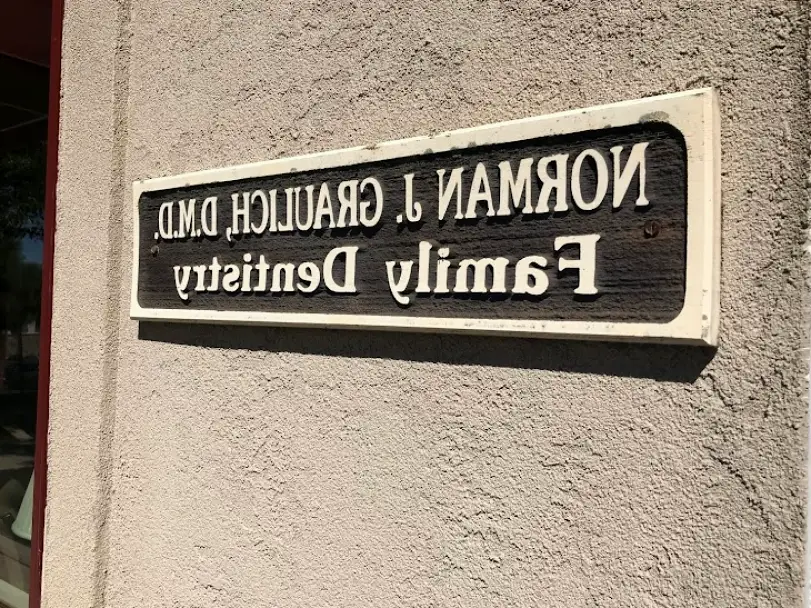 NORMAN J. GRAULICH, D.M.D.
Family Dentistry